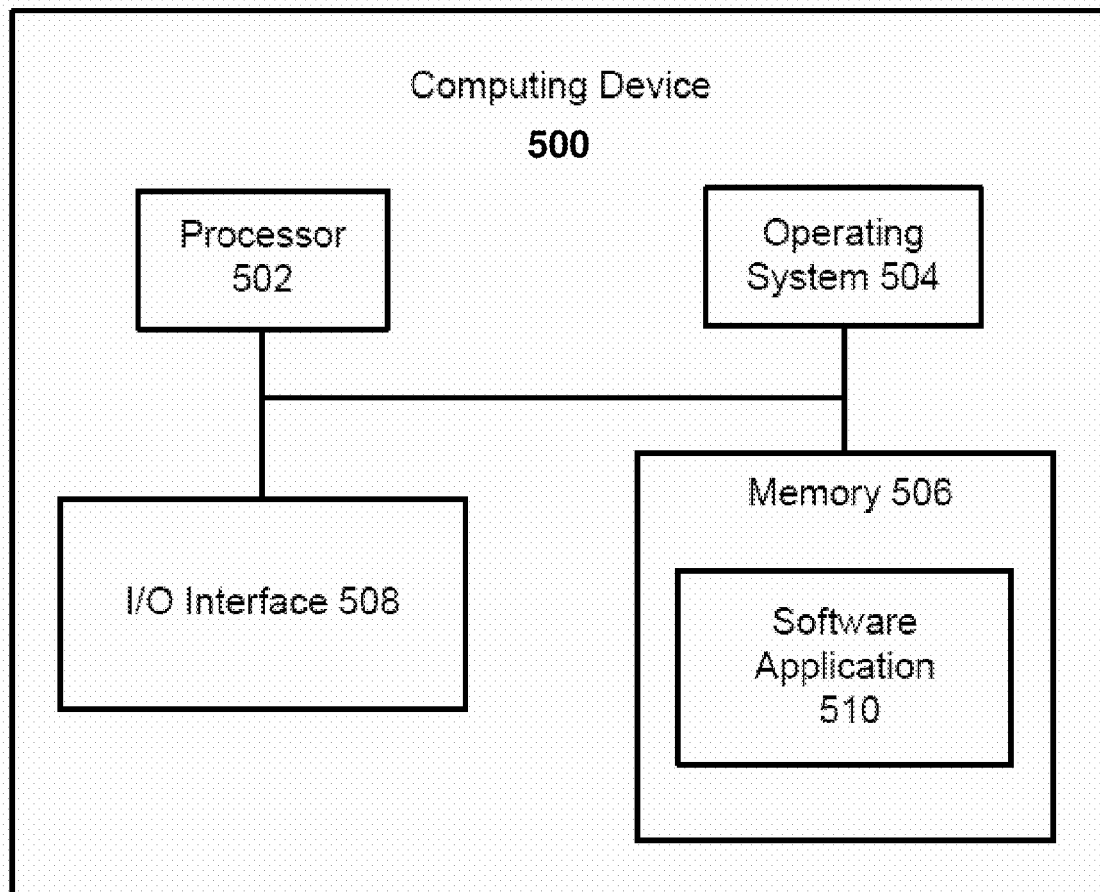 Computing Device
500
Processor
502
Operating
System 504
I/O Interface 508
Memory 506
Software
Application
510